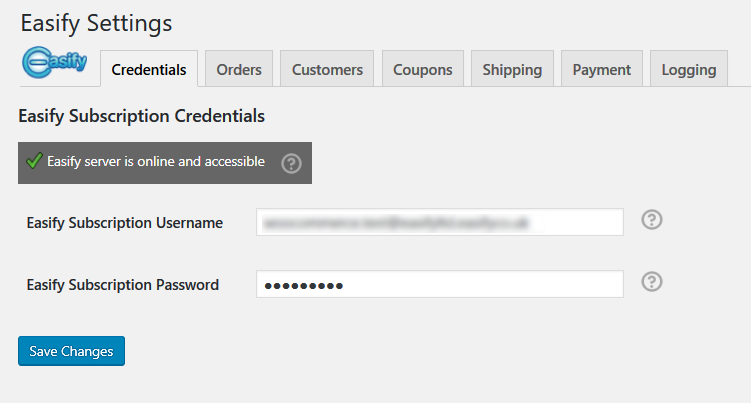 Easify Settings
Easify Credentials Orders Customers Coupons Shipping Payment Logging
Easify Subscription Credentials
Easify server is online and accessible ?
Easify Subscription Username ?
Easify Subscription Password ●●●●●●●●● ?
Save Changes